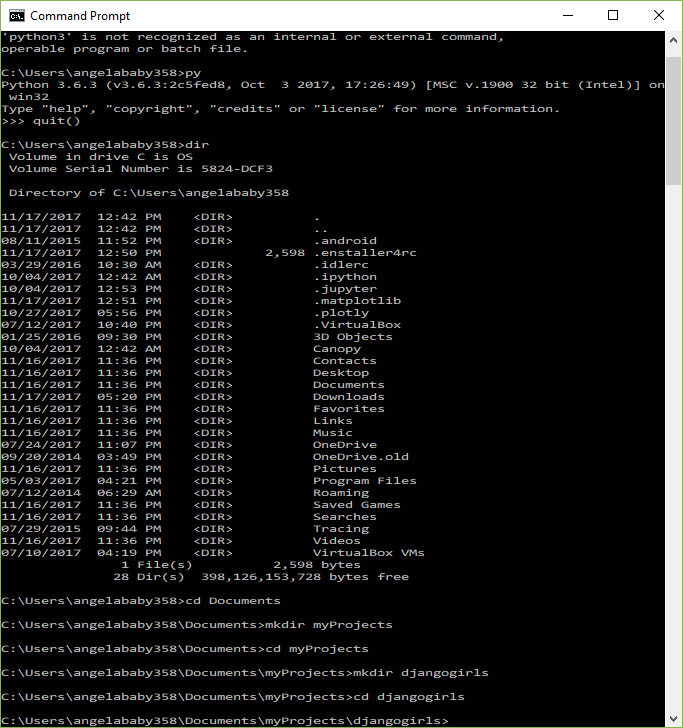 Command Prompt
'python3' is not recognized as an internal or external command,
operable program or batch file.
C:\Users\angelababy358>py
Python 3.6.3 (v3.6.3:2c5fed8, Oct  3 2017, 17:26:49) [MSC v.1900 32 bit (Intel)] on
 win32
Type "help", "copyright", "credits" or "license" for more information.
>>> quit()
C:\Users\angelababy358>dir
 Volume in drive C is OS
 Volume Serial Number is 5824-DCF3
 Directory of C:\Users\angelababy358
11/17/2017  12:42 PM    <DIR>          .
11/17/2017  12:42 PM    <DIR>          ..
08/11/2015  11:52 PM    <DIR>          .android
11/17/2017  12:50 PM             2,598 .enstaller4rc
03/29/2016  10:30 AM    <DIR>          .idlerc
10/04/2017  12:42 AM    <DIR>          .ipython
10/04/2017  12:53 PM    <DIR>          .jupyter
11/17/2017  12:51 PM    <DIR>          .matplotlib
10/27/2017  05:56 PM    <DIR>          .plotly
07/12/2017  10:40 PM    <DIR>          .VirtualBox
01/25/2016  09:30 PM    <DIR>          3D Objects
10/04/2017  12:42 AM    <DIR>          Canopy
11/16/2017  11:36 PM    <DIR>          Contacts
11/16/2017  11:36 PM    <DIR>          Desktop
11/16/2017  11:36 PM    <DIR>          Documents
11/17/2017  05:20 PM    <DIR>          Downloads
11/16/2017  11:36 PM    <DIR>          Favorites
11/16/2017  11:36 PM    <DIR>          Links
11/16/2017  11:36 PM    <DIR>          Music
07/24/2017  11:07 PM    <DIR>          OneDrive
09/20/2014  03:49 PM    <DIR>          OneDrive.old
11/16/2017  11:36 PM    <DIR>          Pictures
05/03/2017  04:21 PM    <DIR>          Program Files
07/12/2014  06:29 AM    <DIR>          Roaming
11/16/2017  11:36 PM    <DIR>          Saved Games
11/16/2017  11:36 PM    <DIR>          Searches
07/29/2015  09:44 PM    <DIR>          Tracing
11/16/2017  11:36 PM    <DIR>          Videos
07/10/2017  04:19 PM    <DIR>          VirtualBox VMs
               1 File(s)          2,598 bytes
              28 Dir(s)  398,126,153,728 bytes free
C:\Users\angelababy358>cd Documents
C:\Users\angelababy358\Documents>mkdir myProjects
C:\Users\angelababy358\Documents>cd myProjects
C:\Users\angelababy358\Documents\myProjects>mkdir djangogirls
C:\Users\angelababy358\Documents\myProjects>cd djangogirls
C:\Users\angelababy358\Documents\myProjects\djangogirls>